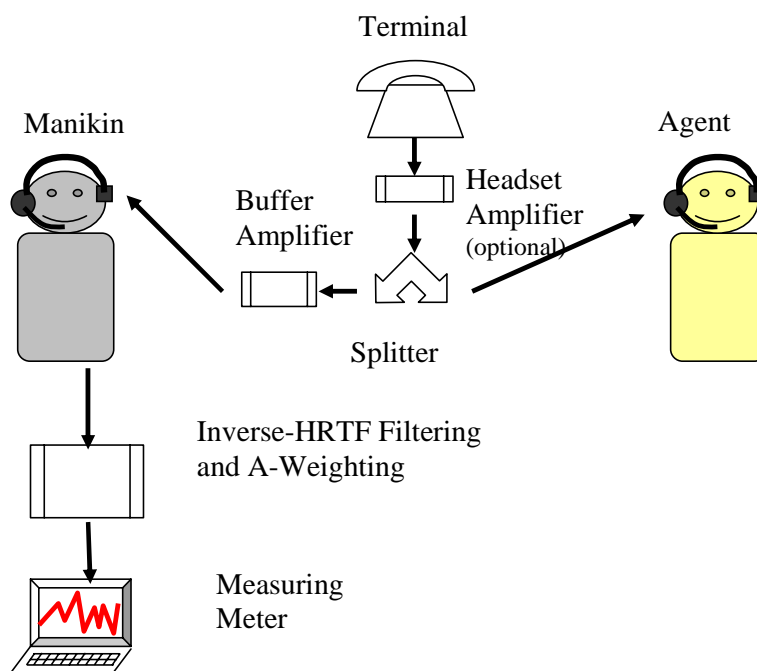 Terminal
Manikin
Agent
Buffer
Amplifier
Headset
Amplifier
(optional)
Splitter
Inverse-HRTF Filtering
and A-Weighting
Measuring
Meter